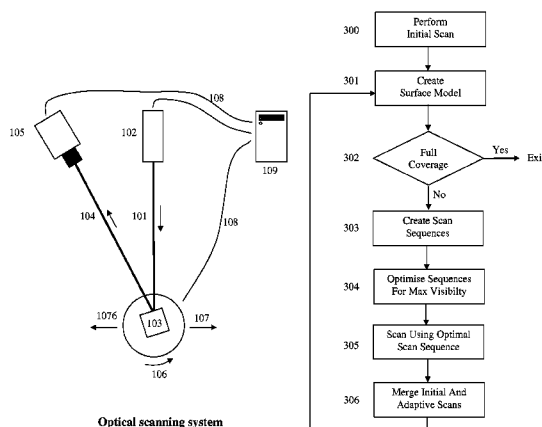 108
105
102
109
104
101
108
103
1076
107
106
Optical scanning system
300
Perform
Initial Scan
301
Create
Surface Model
302
Full
Coverage
Yes
Exi
No
303
Create Scan
Sequences
304
Optimise Sequences
For Max Visibilty
305
Scan Using Optimal
Scan Sequence
306
Merge Initial And
Adaptive Scans